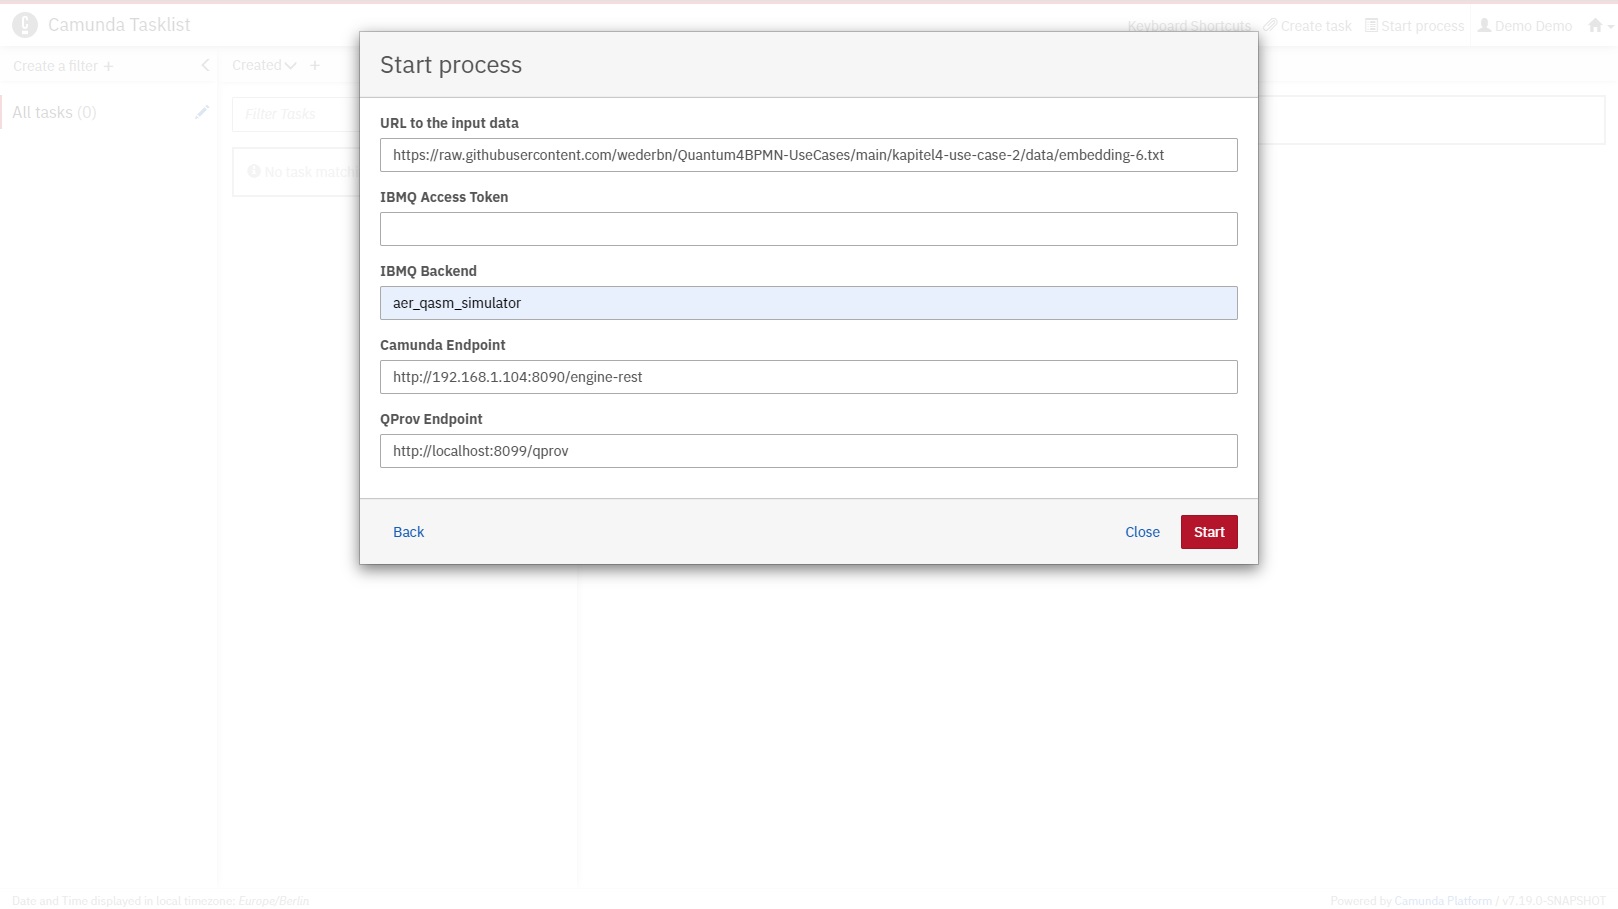 Camunda Tasklist
Keyboard Shortcuts Create task Start process Demo Demo
Create a filter +
Created +
All tasks (0)
Filter Tasks
No task
Start process
URL to the input data
https://raw.githubusercontent.com/wederbn/Quantum4BPMN-UseCases/main/kapitel4-use-case-2/data/embedding-6.txt
IBMQ Access Token
IBMQ Backend
aer_qasm_simulator
Camunda Endpoint
http://192.168.1.104:8090/engine-rest
QProv Endpoint
http://localhost:8099/qprov
Back Close Start
Date and Time displayed in local timezone: Europe/Berlin
Powered by Camunda Platform / v7.19.0-SNAPSHOT